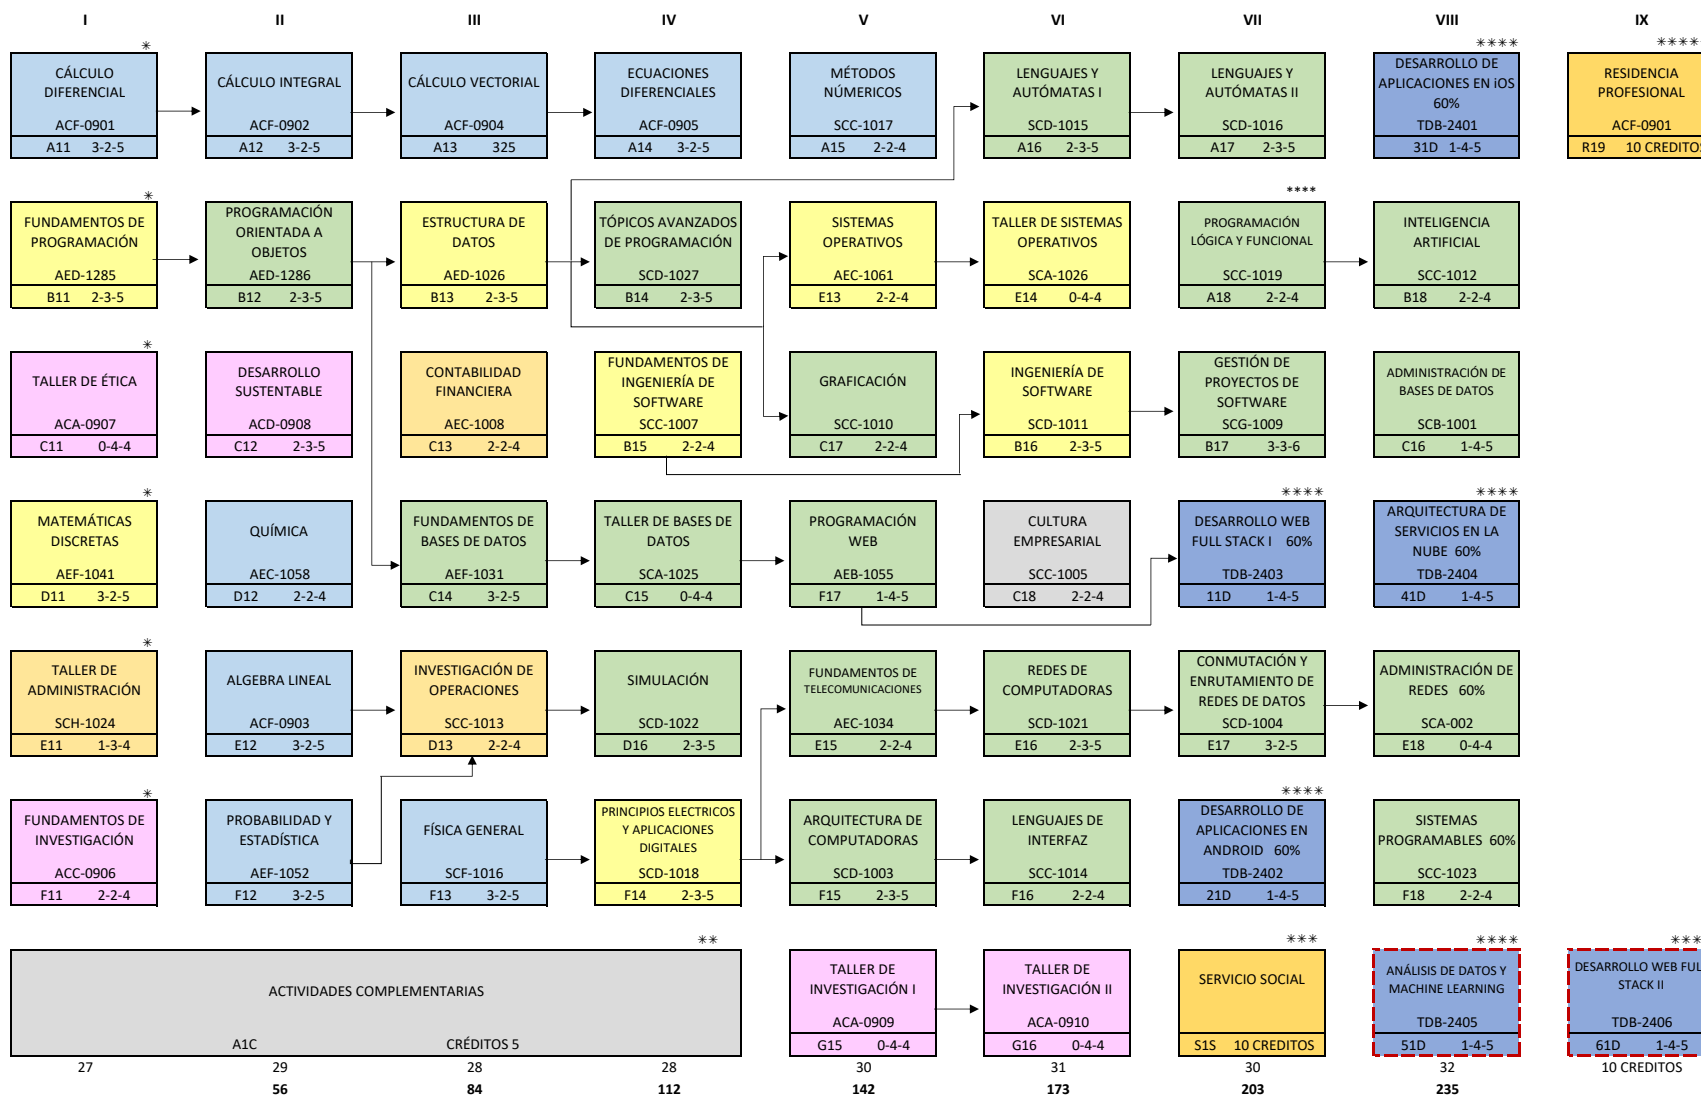 I II III IV V VI VII VIII IX
✳ ✳✳✳✳ ✳✳✳✳
CÁLCULO
DIFERENCIAL
ACF-0901
A11 3-2-5
CÁLCULO INTEGRAL
ACF-0902
A12 3-2-5
CÁLCULO VECTORIAL
ACF-0904
A13 325
ECUACIONES
DIFERENCIALES
ACF-0905
A14 3-2-5
MÉTODOS
NÚMERICOS
SCC-1017
A15 2-2-4
LENGUAJES Y
AUTÓMATAS I
SCD-1015
A16 2-3-5
LENGUAJES Y
AUTÓMATAS II
SCD-1016
A17 2-3-5
DESARROLLO DE
APLICACIONES EN iOS
60%
TDB-2401
31D 1-4-5
RESIDENCIA
PROFESIONAL
ACF-0901
R19 10 CREDITOS
✳ ****
FUNDAMENTOS DE
PROGRAMACIÓN
AED-1285
B11 2-3-5
PROGRAMACIÓN
ORIENTADA A
OBJETOS
AED-1286
B12 2-3-5
ESTRUCTURA DE
DATOS
AED-1026
B13 2-3-5
TÓPICOS AVANZADOS
DE PROGRAMACIÓN
SCD-1027
B14 2-3-5
SISTEMAS
OPERATIVOS
AEC-1061
E13 2-2-4
TALLER DE SISTEMAS
OPERATIVOS
SCA-1026
E14 0-4-4
PROGRAMACIÓN
LÓGICA Y FUNCIONAL
SCC-1019
A18 2-2-4
INTELIGENCIA
ARTIFICIAL
SCC-1012
B18 2-2-4
✳
TALLER DE ÉTICA
ACA-0907
C11 0-4-4
DESARROLLO
SUSTENTABLE
ACD-0908
C12 2-3-5
CONTABILIDAD
FINANCIERA
AEC-1008
C13 2-2-4
FUNDAMENTOS DE
INGENIERÍA DE
SOFTWARE
SCC-1007
B15 2-2-4
GRAFICACIÓN
SCC-1010
C17 2-2-4
INGENIERÍA DE
SOFTWARE
SCD-1011
B16 2-3-5
GESTIÓN DE
PROYECTOS DE
SOFTWARE
SCG-1009
B17 3-3-6
ADMINISTRACIÓN DE
BASES DE DATOS
SCB-1001
C16 1-4-5
✳ ✳✳✳✳ ✳✳✳✳
MATEMÁTICAS
DISCRETAS
AEF-1041
D11 3-2-5
QUÍMICA
AEC-1058
D12 2-2-4
FUNDAMENTOS DE
BASES DE DATOS
AEF-1031
C14 3-2-5
TALLER DE BASES DE
DATOS
SCA-1025
C15 0-4-4
PROGRAMACIÓN
WEB
AEB-1055
F17 1-4-5
CULTURA
EMPRESARIAL
SCC-1005
C18 2-2-4
DESARROLLO WEB
FULL STACK I 60%
TDB-2403
11D 1-4-5
ARQUITECTURA DE
SERVICIOS EN LA
NUBE 60%
TDB-2404
41D 1-4-5
✳
TALLER DE
ADMINISTRACIÓN
SCH-1024
E11 1-3-4
ALGEBRA LINEAL
ACF-0903
E12 3-2-5
INVESTIGACIÓN DE
OPERACIONES
SCC-1013
D13 2-2-4
SIMULACIÓN
SCD-1022
D16 2-3-5
FUNDAMENTOS DE
TELECOMUNICACIONES
AEC-1034
E15 2-2-4
REDES DE
COMPUTADORAS
SCD-1021
E16 2-3-5
CONMUTACIÓN Y
ENRUTAMIENTO DE
REDES DE DATOS
SCD-1004
E17 3-2-5
ADMINISTRACIÓN DE
REDES 60%
SCA-002
E18 0-4-4
✳ ✳✳✳✳
FUNDAMENTOS DE
INVESTIGACIÓN
ACC-0906
F11 2-2-4
PROBABILIDAD Y
ESTADÍSTICA
AEF-1052
F12 3-2-5
FÍSICA GENERAL
SCF-1016
F13 3-2-5
PRINCIPIOS ELECTRICOS
Y APLICACIONES
DIGITALES
SCD-1018
F14 2-3-5
ARQUITECTURA DE
COMPUTADORAS
SCD-1003
F15 2-3-5
LENGUAJES DE
INTERFAZ
SCC-1014
F16 2-2-4
DESARROLLO DE
APLICACIONES EN
ANDROID 60%
TDB-2402
21D 1-4-5
SISTEMAS
PROGRAMABLES 60%
SCC-1023
F18 2-2-4
✳✳ ✳✳✳ ✳✳✳✳ ✳✳✳
ACTIVIDADES COMPLEMENTARIAS
A1C CRÉDITOS 5
TALLER DE
INVESTIGACIÓN I
ACA-0909
G15 0-4-4
TALLER DE
INVESTIGACIÓN II
ACA-0910
G16 0-4-4
SERVICIO SOCIAL
S1S 10 CREDITOS
ANÁLISIS DE DATOS Y
MACHINE LEARNING
TDB-2405
51D 1-4-5
DESARROLLO WEB FUL
STACK II
TDB-2406
61D 1-4-5
27 29 28 28 30 31 30 32 10 CREDITOS
56 84 112 142 173 203 235